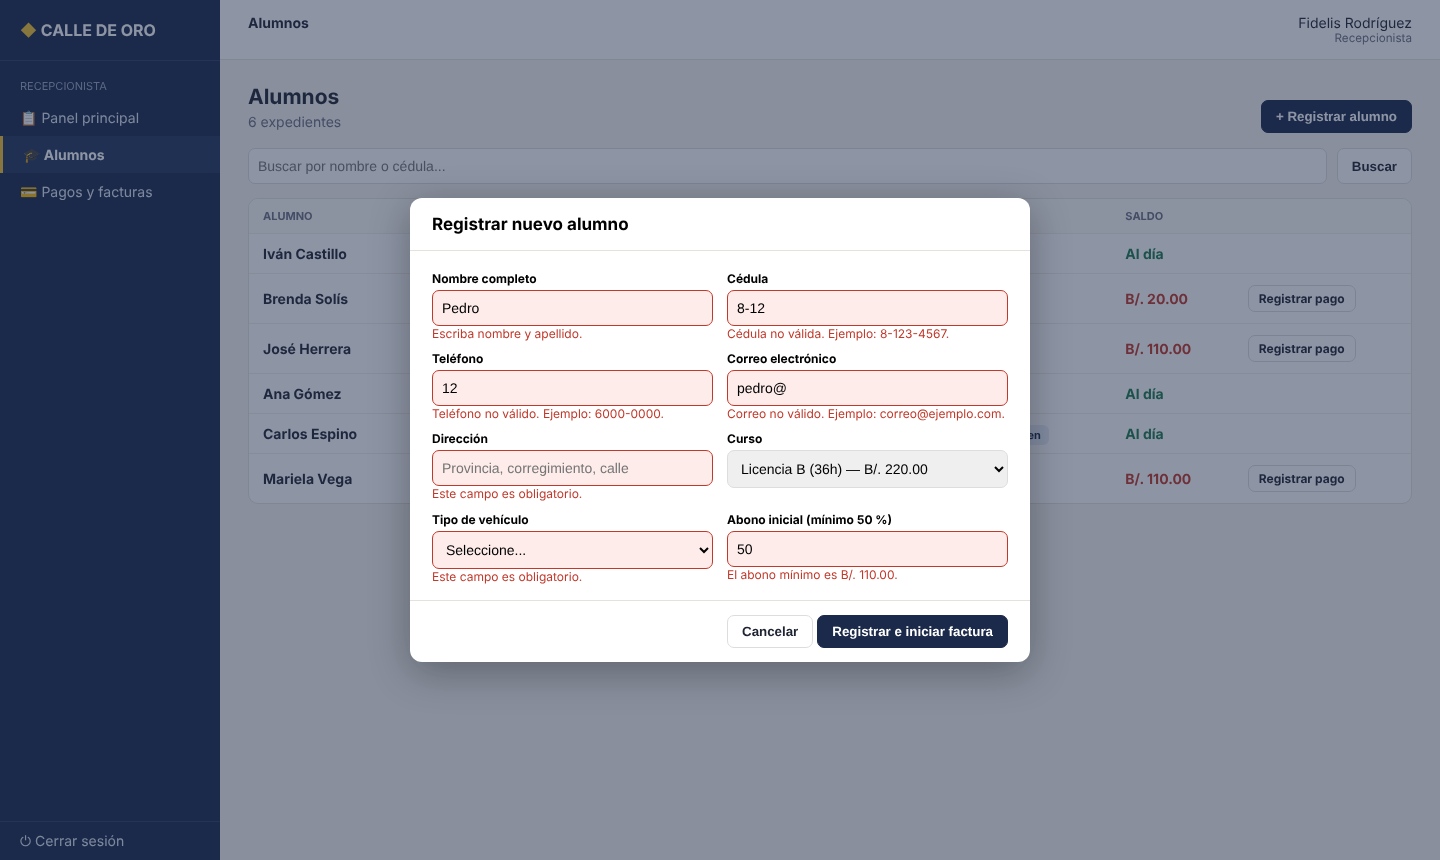 CALLE DE ORO
RECEPCIONISTA
Panel principal
Alumnos
Pagos y facturas
Cerrar sesión
Alumnos
Fidelis Rodríguez
Recepcionista
Alumnos
6 expedientes
+ Registrar alumno
Buscar por nombre o cédula...
Buscar
ALUMNO SALDO
Iván Castillo Al día
Brenda Solís B/. 20.00 Registrar pago
José Herrera B/. 110.00 Registrar pago
Ana Gómez Al día
Carlos Espino en Al día
Mariela Vega B/. 110.00 Registrar pago
Registrar nuevo alumno
Nombre completo Cédula
Pedro 8-12
Escriba nombre y apellido. Cédula no válida. Ejemplo: 8-123-4567.
Teléfono Correo electrónico
12 pedro@
Teléfono no válido. Ejemplo: 6000-0000. Correo no válido. Ejemplo: correo@ejemplo.com.
Dirección Curso
Provincia, corregimiento, calle Licencia B (36h) — B/. 220.00
Este campo es obligatorio.
Tipo de vehículo Abono inicial (mínimo 50 %)
Seleccione... 50
Este campo es obligatorio. El abono mínimo es B/. 110.00.
Cancelar Registrar e iniciar factura